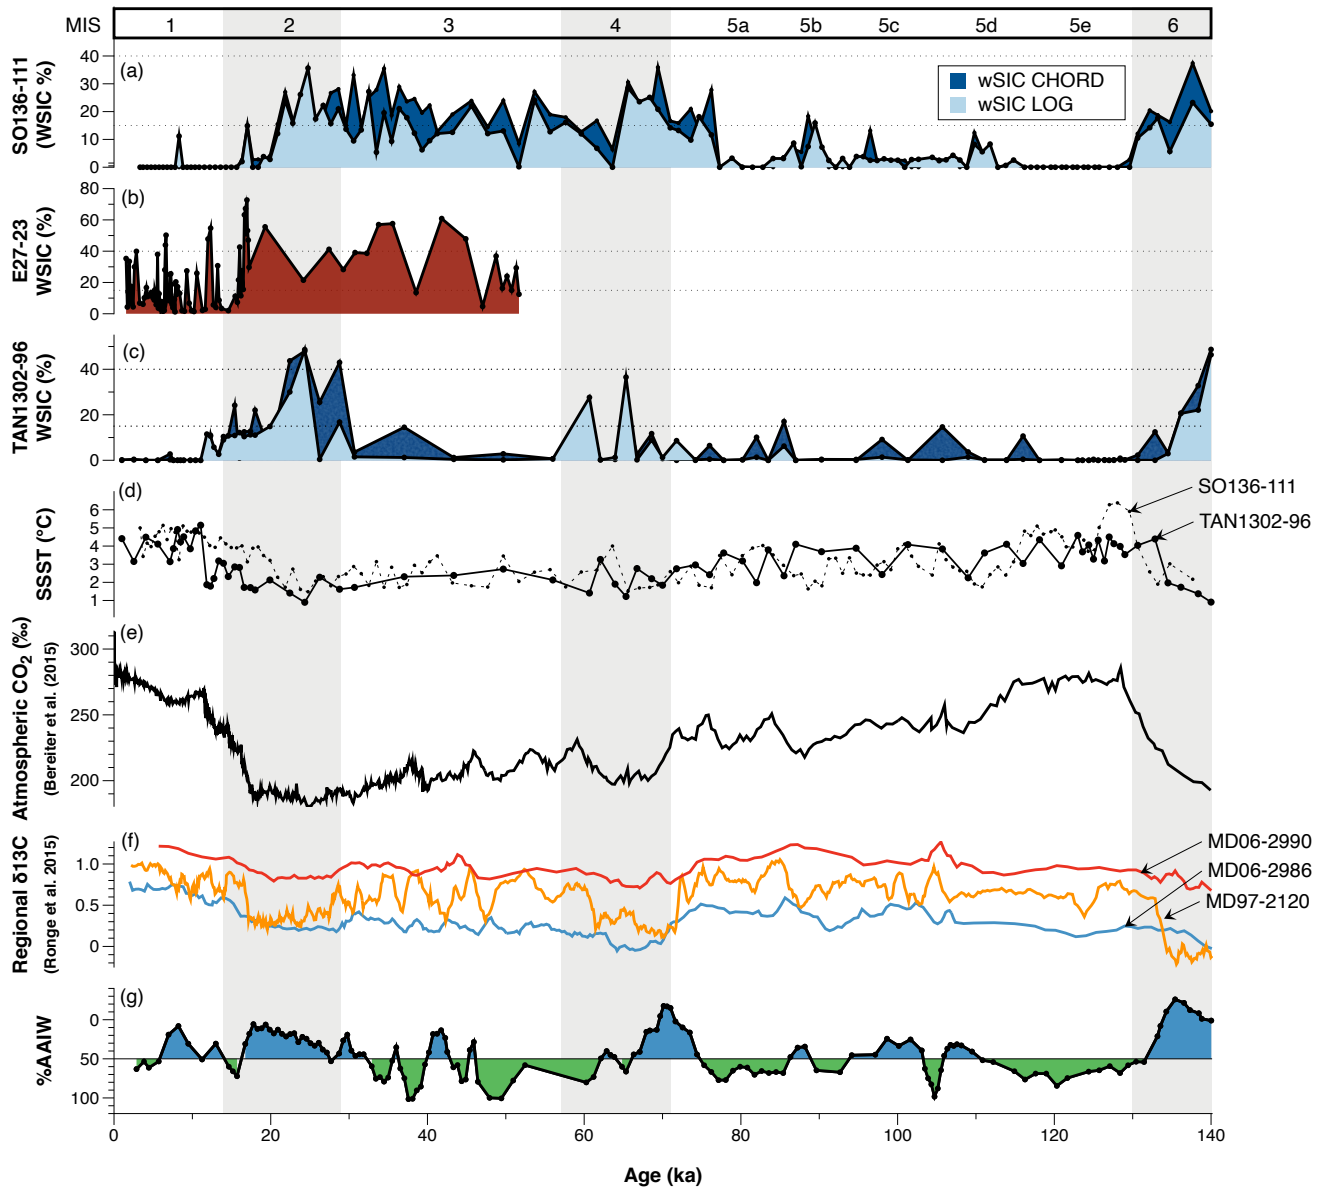 MIS 1 2 3 4 5a 5b 5c 5d 5e 6
(a)
SO136-111
(WSIC %)
40
30
20
10
0
wSIC CHORD
wSIC LOG
(b)
E27-23
WSIC (%)
80
60
40
20
0
(c)
TAN1302-96
WSIC (%)
40
20
0
(d)
SSST (°C)
6
5
4
3
2
1
SO136-111
TAN1302-96
(e)
Atmospheric CO₂ (‰)
(Bereiter et al. (2015)
300
250
200
(f)
Regional δ13C
(Ronge et al. 2015)
1.0
0.5
0
MD06-2990
MD06-2986
MD97-2120
(g)
%AAIW
0
50
100
0 20 40 60 80 100 120 140
Age (ka)